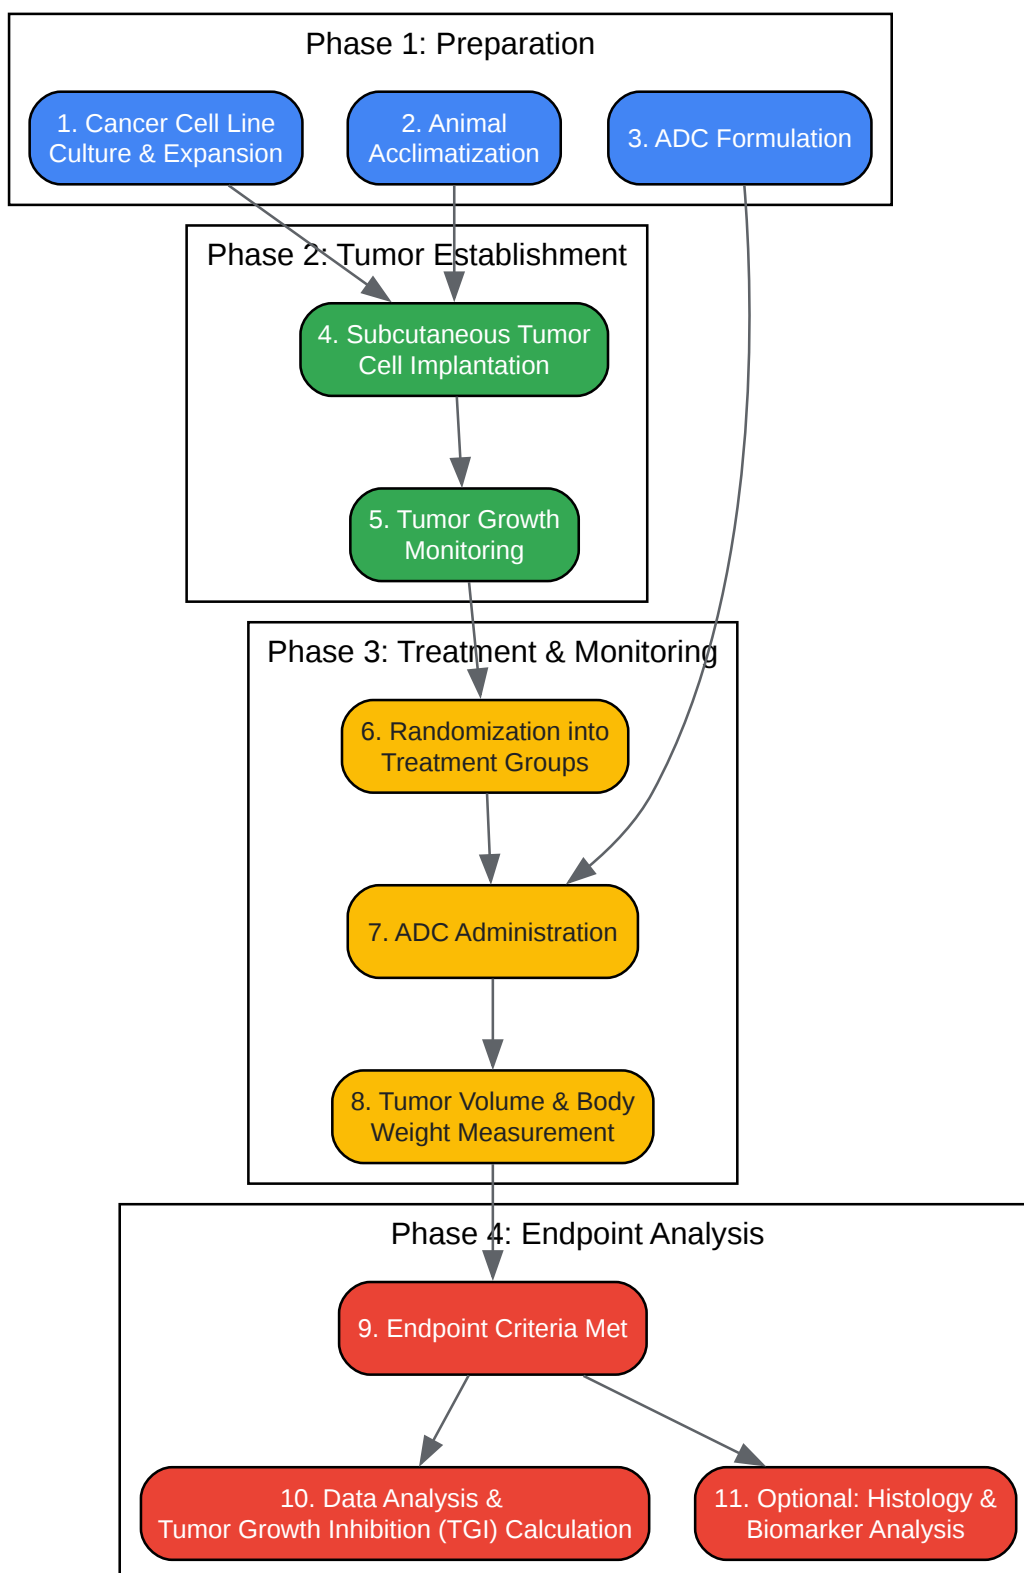 Phase 1: Preparation
1. Cancer Cell Line
Culture & Expansion
2. Animal
Acclimatization
3. ADC Formulation
Phase 2: Tumor Establishment
4. Subcutaneous Tumor
Cell Implantation
5. Tumor Growth
Monitoring
Phase 3: Treatment & Monitoring
6. Randomization into
Treatment Groups
7. ADC Administration
8. Tumor Volume & Body
Weight Measurement
Phase 4: Endpoint Analysis
9. Endpoint Criteria Met
10. Data Analysis &
Tumor Growth Inhibition (TGI) Calculation
11. Optional: Histology &
Biomarker Analysis